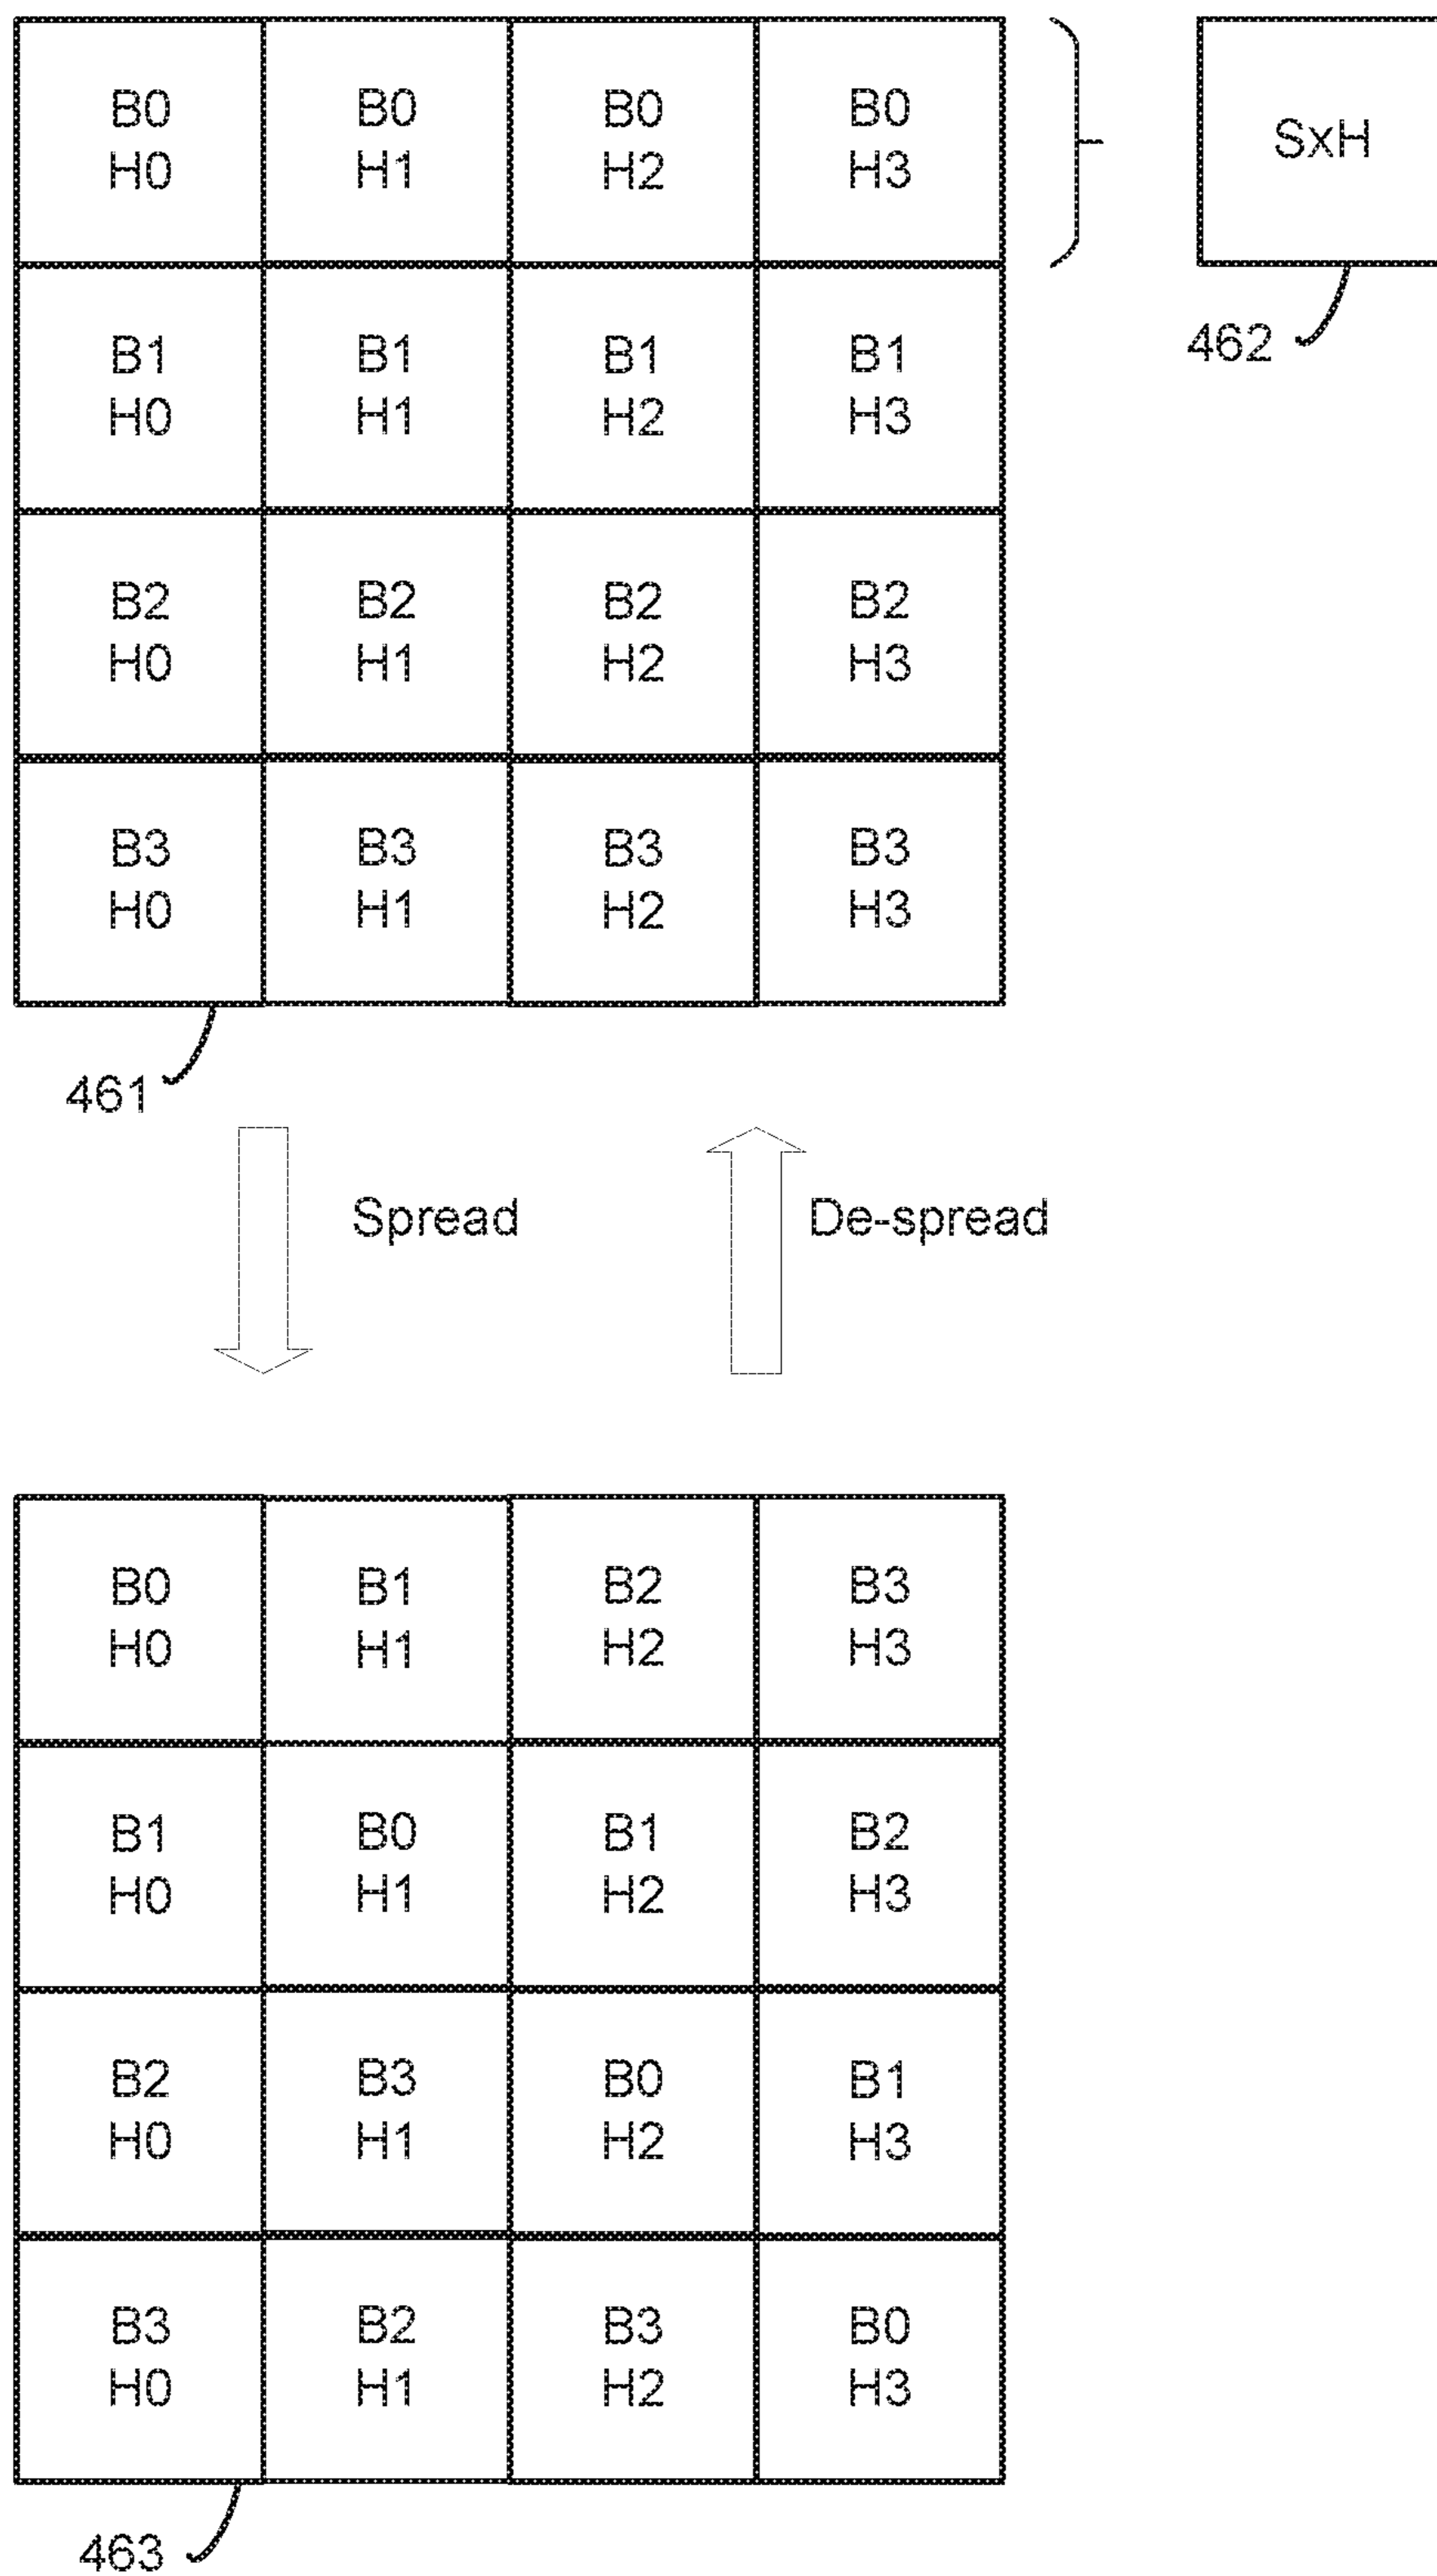 B0 B0 B0 B0
H0 H1 H2 H3
SxH
462
B1 B1 B1 B1
H0 H1 H2 H3
B2 B2 B2 B2
H0 H1 H2 H3
B3 B3 B3 B3
H0 H1 H2 H3
461
Spread De-spread
B0 B1 B2 B3
H0 H1 H2 H3
B1 B0 B1 B2
H0 H1 H2 H3
B2 B3 B0 B1
H0 H1 H2 H3
B3 B2 B3 B0
H0 H1 H2 H3
463